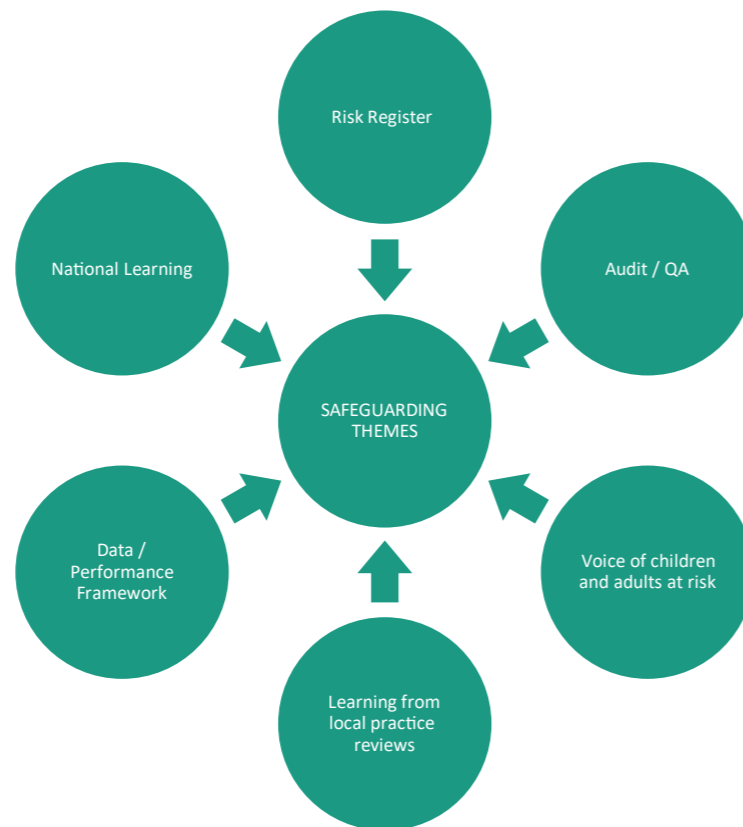 Risk Register
National Learning
Audit / QA
SAFEGUARDING
THEMES
Data /
Performance
Framework
Voice of children
and adults at risk
Learning from
local practice
reviews